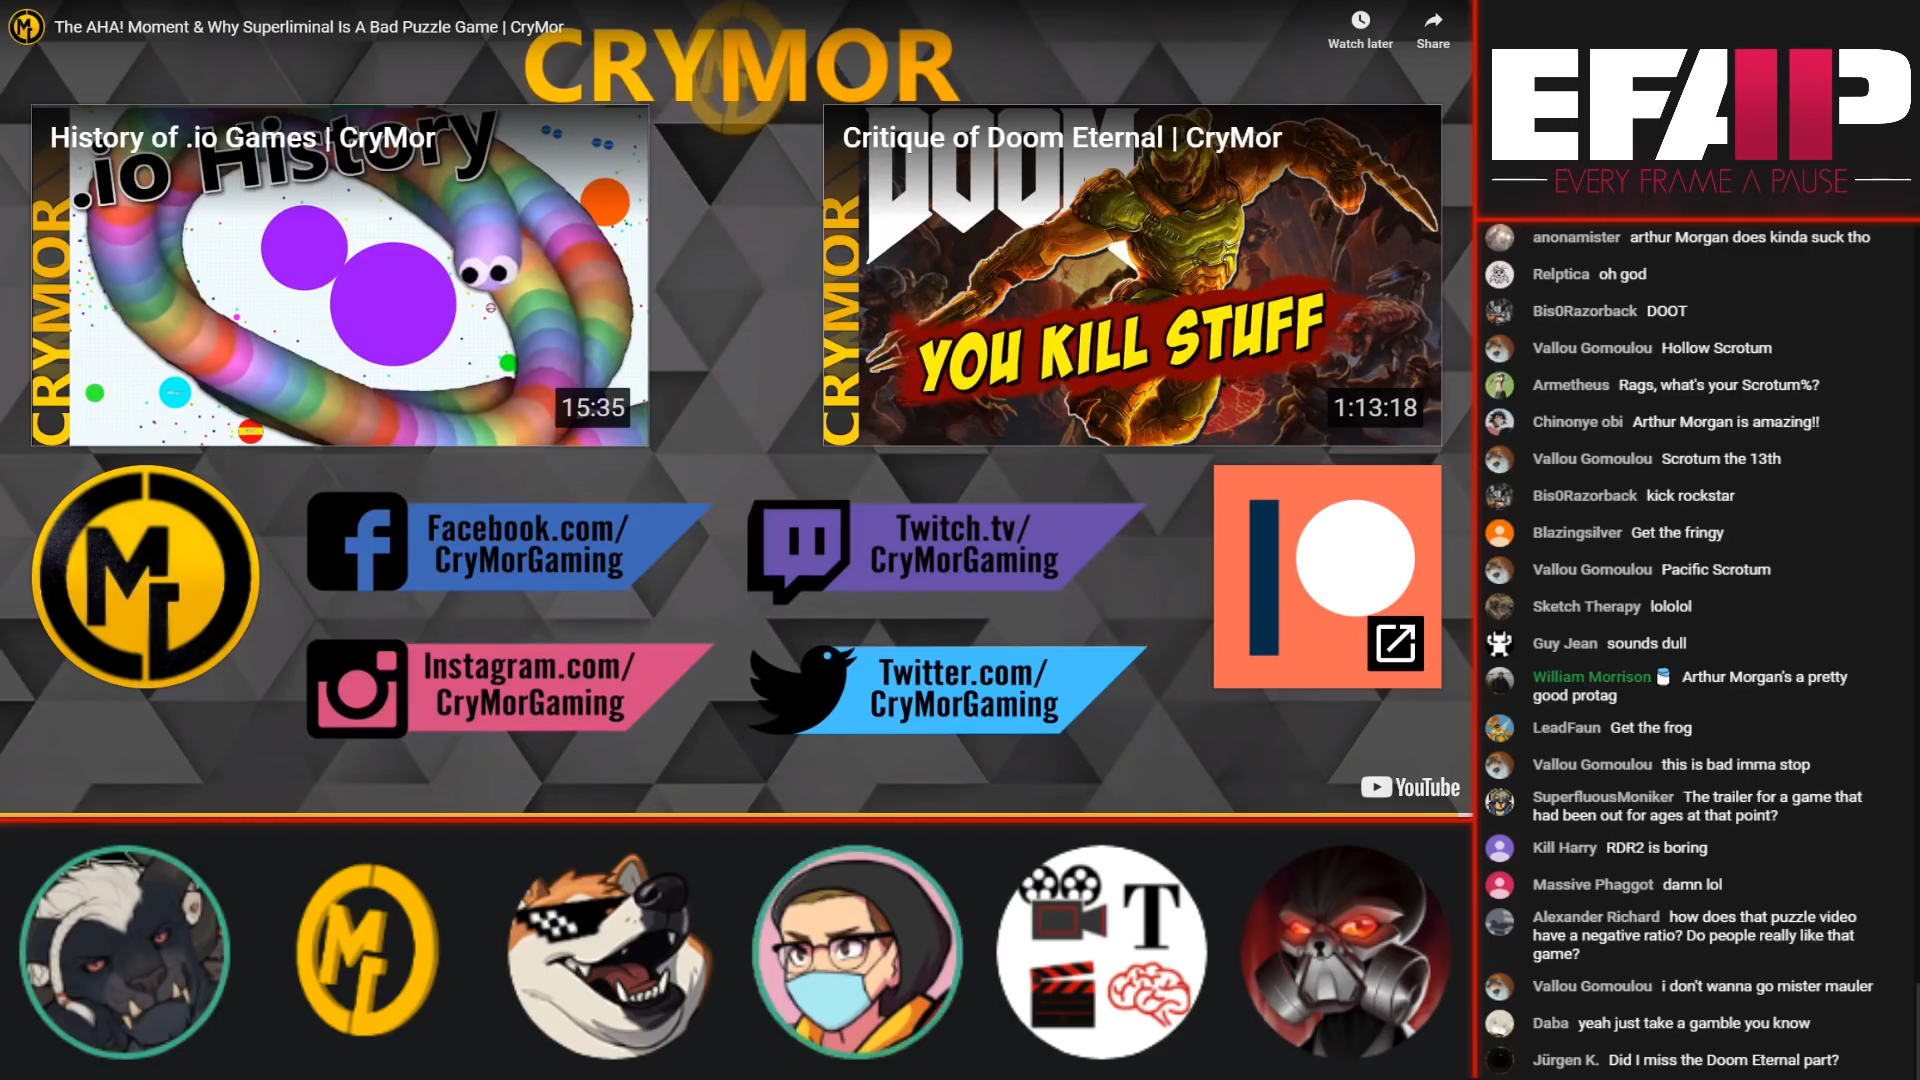 The AHA! Moment & Why Superliminal Is A Bad Puzzle Game | CryMor
Watch later
Share
CRYMOR
History of .io Games | CryMor
.io History
CRYMOR
15:35
Critique of Doom Eternal | CryMor
DOOM
CRYMOR
YOU KILL STUFF
1:13:18
Facebook.com/
CryMorGaming
Twitch.tv/
CryMorGaming
Instagram.com/
CryMorGaming
Twitter.com/
CryMorGaming
YouTube
T
EFAP
EVERY FRAME A PAUSE
anonamister arthur Morgan does kinda suck tho
Relptica oh god
Bis0Razorback DOOT
Vallou Gomoulou Hollow Scrotum
Armetheus Rags, what's your Scrotum%?
Chinonye obi Arthur Morgan is amazing!!
Vallou Gomoulou Scrotum the 13th
Bis0Razorback kick rockstar
Blazingsilver Get the fringy
Vallou Gomoulou Pacific Scrotum
Sketch Therapy lololol
Guy Jean sounds dull
William Morrison Arthur Morgan's a pretty
good protag
LeadFaun Get the frog
Vallou Gomoulou this is bad imma stop
SuperfluousMoniker The trailer for a game that
had been out for ages at that point?
Kill Harry RDR2 is boring
Massive Phaggot damn lol
Alexander Richard how does that puzzle video
have a negative ratio? Do people really like that
game?
Vallou Gomoulou i don't wanna go mister mauler
Daba yeah just take a gamble you know
Jürgen K. Did I miss the Doom Eternal part?